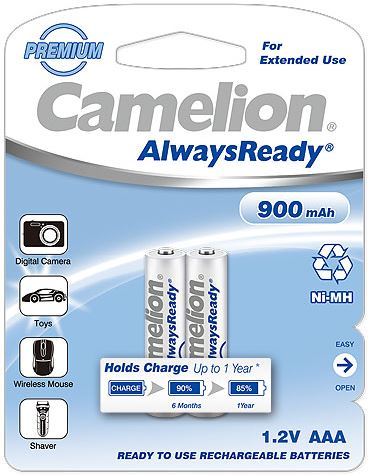 PREMIUM
For
Extended Use
Camelion®
AlwaysReady®
900 mAh
Digital Camera
Toys
Wireless Mouse
Shaver
Camelion®
AlwaysReady®
Camelion®
AlwaysReady®
Ni-MH
EASY
OPEN
Holds Charge Up to 1 Year *
CHARGE 90% 85%
6 Months 1Year
1.2V AAA
READY TO USE RECHARGEABLE BATTERIES